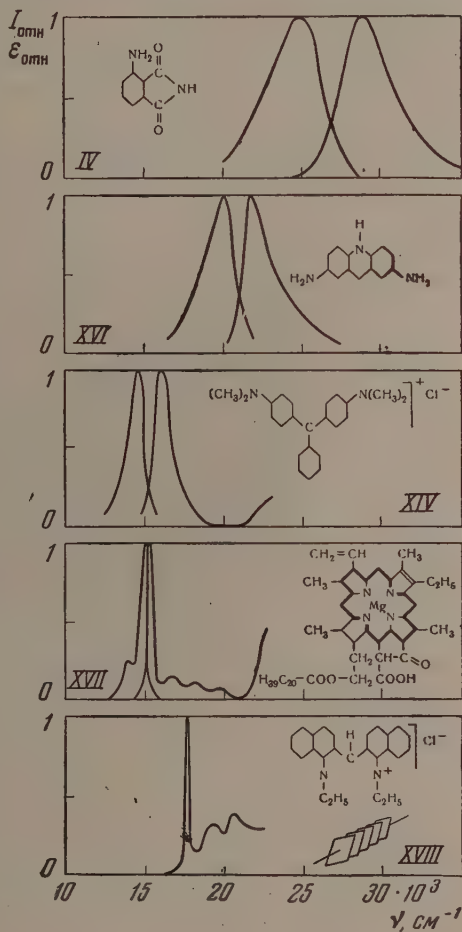 I отн
ε отн
1
0
IV
NH₂
O
C
NH
C
O
1
0
XVI
H
N
H₂N
NH₂
1
0
XIV
(CH₃)₂N
N(CH₃)₂
C
]⁺ Cl⁻
1
0
XVII
CH₂=CH
CH₃
CH₃
C₂H₅
N N
Mg
N N
CH₃
CH₃
CH₂ CH C O
H₃₉C₂₀—COO—CH₂ COOH
1
0
XVIII
H
C
] Cl⁻
N N⁺
C₂H₅ C₂H₅
10 15 20 25 30·10³
ν, см⁻¹